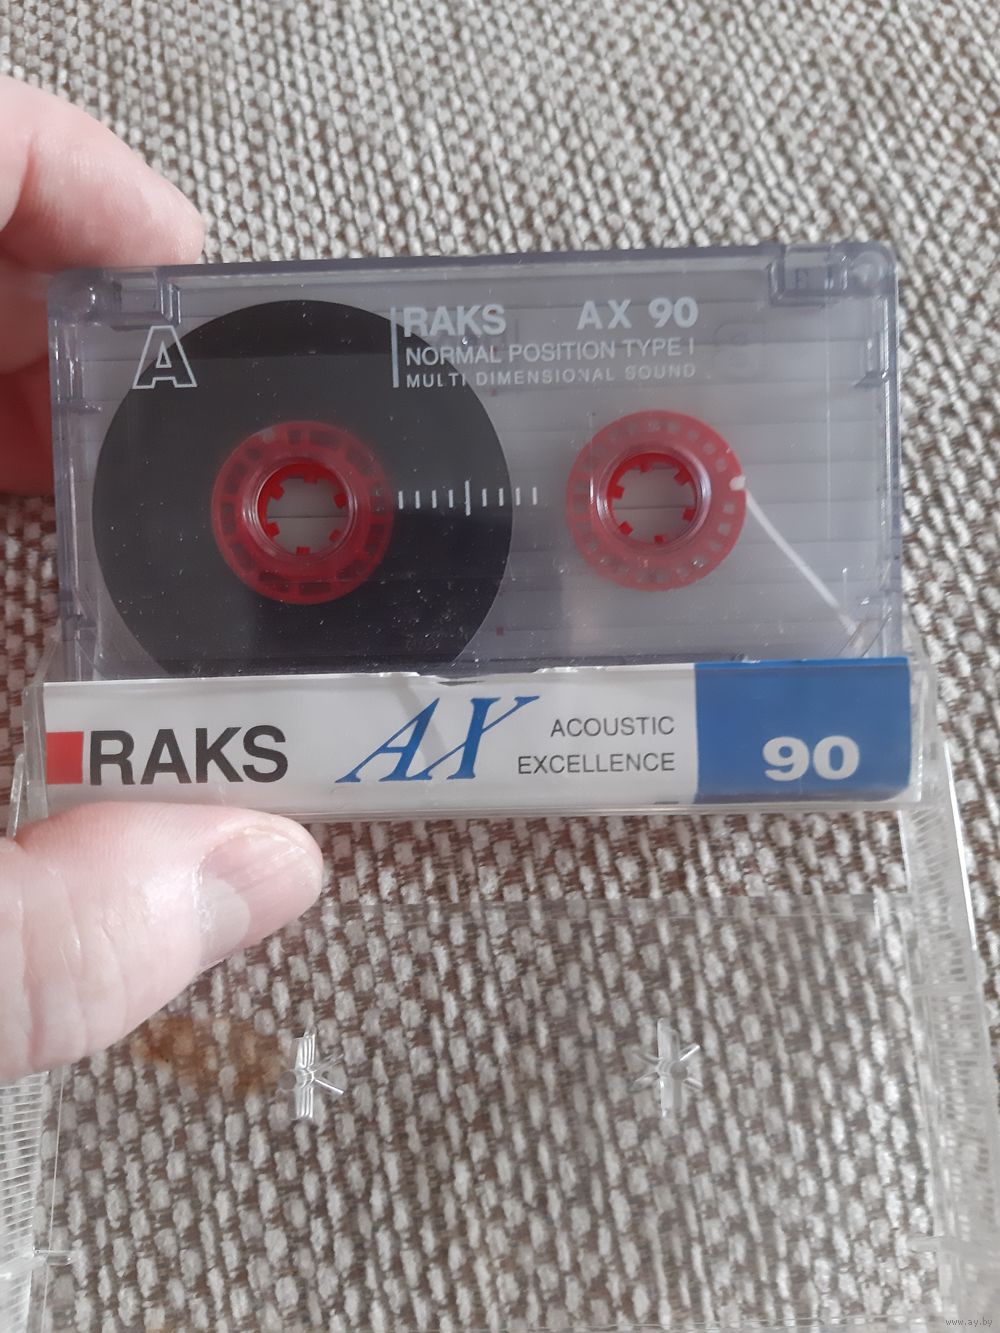 A
RAKS AX 90
NORMAL POSITION TYPE I
MULTI DIMENSIONAL SOUND
RAKS AX ACOUSTIC
EXCELLENCE
90
www.ay.by